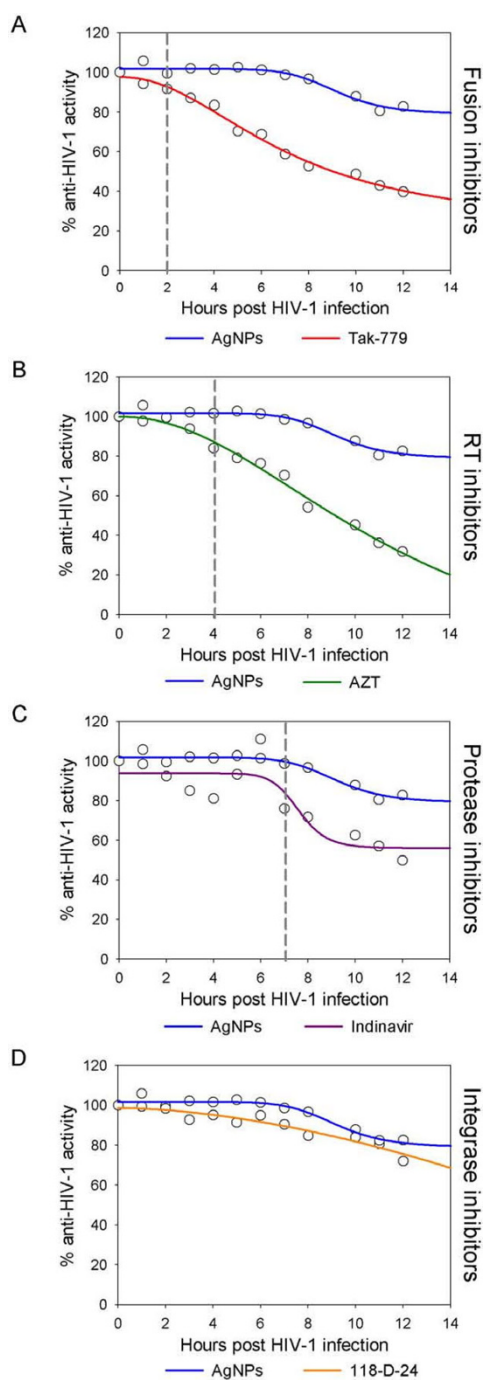 A
120
100
80
60
40
20
0
% anti-HIV-1 activity
0 2 4 6 8 10 12 14
Hours post HIV-1 infection
Fusion inhibitors
AgNPs Tak-779
B
120
100
80
60
40
20
0
% anti-HIV-1 activity
0 2 4 6 8 10 12 14
Hours post HIV-1 infection
RT inhibitors
AgNPs AZT
C
120
100
80
60
40
20
0
% anti-HIV-1 activity
0 2 4 6 8 10 12 14
Hours post HIV-1 infection
Protease inhibitors
AgNPs Indinavir
D
120
100
80
60
40
20
0
% anti-HIV-1 activity
0 2 4 6 8 10 12 14
Hours post HIV-1 infection
Integrase inhibitors
AgNPs 118-D-24